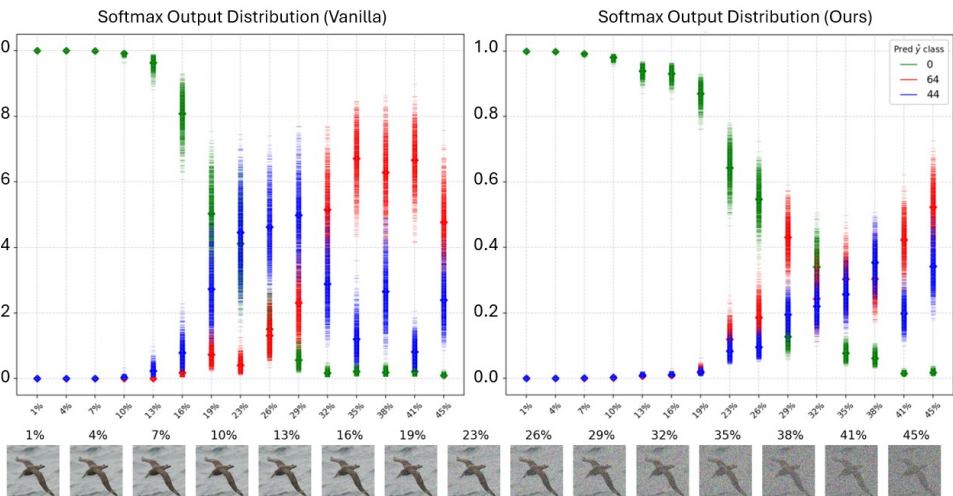 Softmax Output Distribution (Vanilla)
0
8
6
4
2
0
1% 4% 7% 10% 13% 16% 19% 23% 26% 29% 32% 35% 38% 41% 45%
Softmax Output Distribution (Ours)
1.0
0.8
0.6
0.4
0.2
0.0
Pred ŷ class
0
64
44
1% 4% 7% 10% 13% 16% 19% 23% 26% 29% 32% 35% 38% 41% 45%
1% 4% 7% 10% 13% 16% 19% 23% 26% 29% 32% 35% 38% 41% 45%